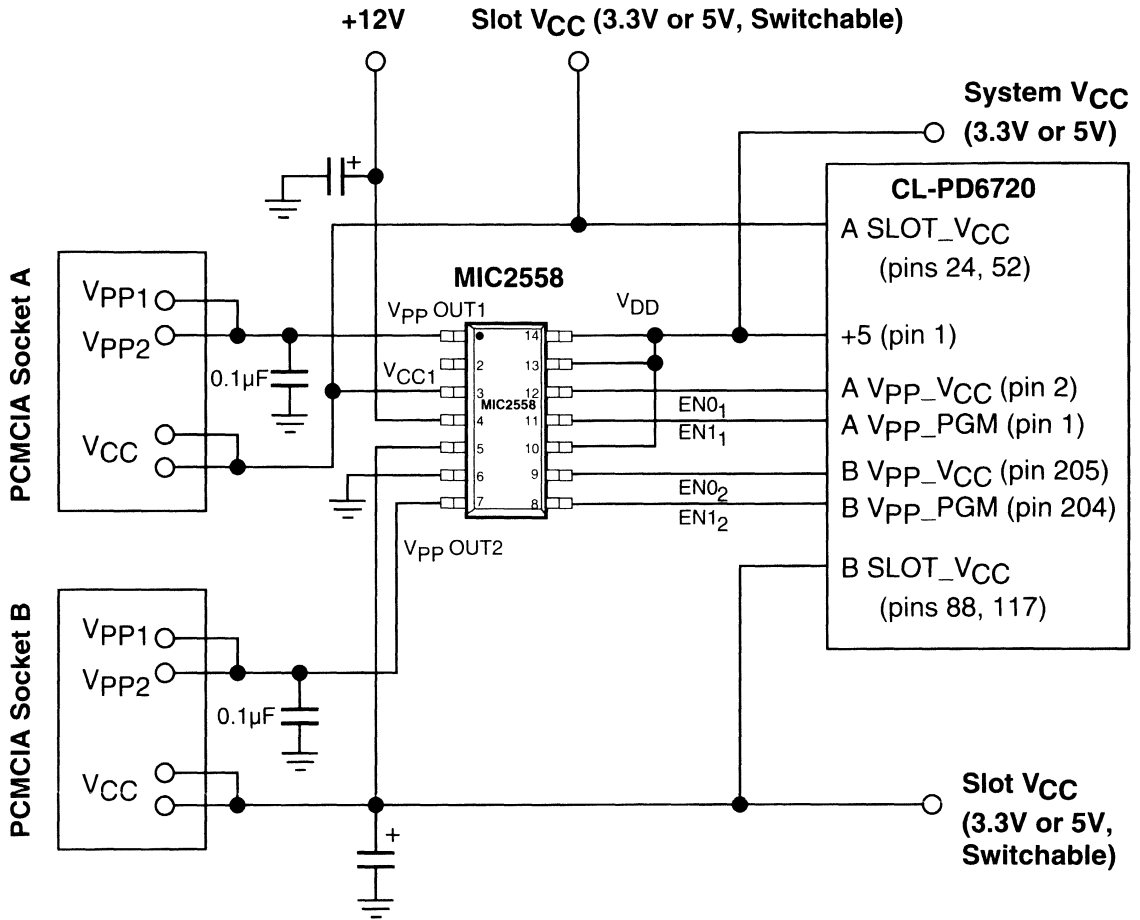 +12V
Slot VCC (3.3V or 5V, Switchable)
System VCC
(3.3V or 5V)
+
CL-PD6720
A SLOT_VCC
(pins 24, 52)
PCMCIA Socket A
VPP1
VPP2
0.1µF
VCC
MIC2558
VPP OUT1
VDD
14
2
13
VCC1
3
12
MIC2558
4
11
5
10
6
9
7
8
EN01
EN11
EN02
EN12
+5 (pin 1)
A VPP_VCC (pin 2)
A VPP_PGM (pin 1)
B VPP_VCC (pin 205)
B VPP_PGM (pin 204)
B SLOT_VCC
(pins 88, 117)
VPP OUT2
PCMCIA Socket B
VPP1
VPP2
0.1µF
VCC
+
Slot VCC
(3.3V or 5V,
Switchable)